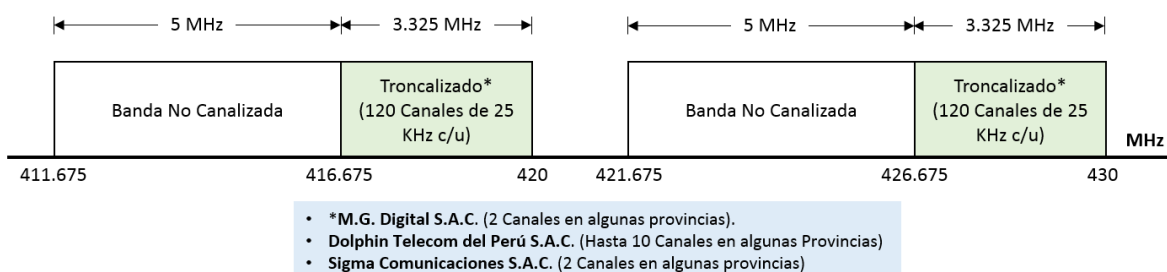 5 MHz 3.325 MHz 5 MHz 3.325 MHz
Banda No Canalizada
Troncalizado*
(120 Canales de 25
KHz c/u)
Banda No Canalizada
Troncalizado*
(120 Canales de 25
KHz c/u)
MHz
411.675 416.675 420 421.675 426.675 430
• *M.G. Digital S.A.C. (2 Canales en algunas provincias).
• Dolphin Telecom del Perú S.A.C. (Hasta 10 Canales en algunas Provincias)
• Sigma Comunicaciones S.A.C. (2 Canales en algunas provincias)